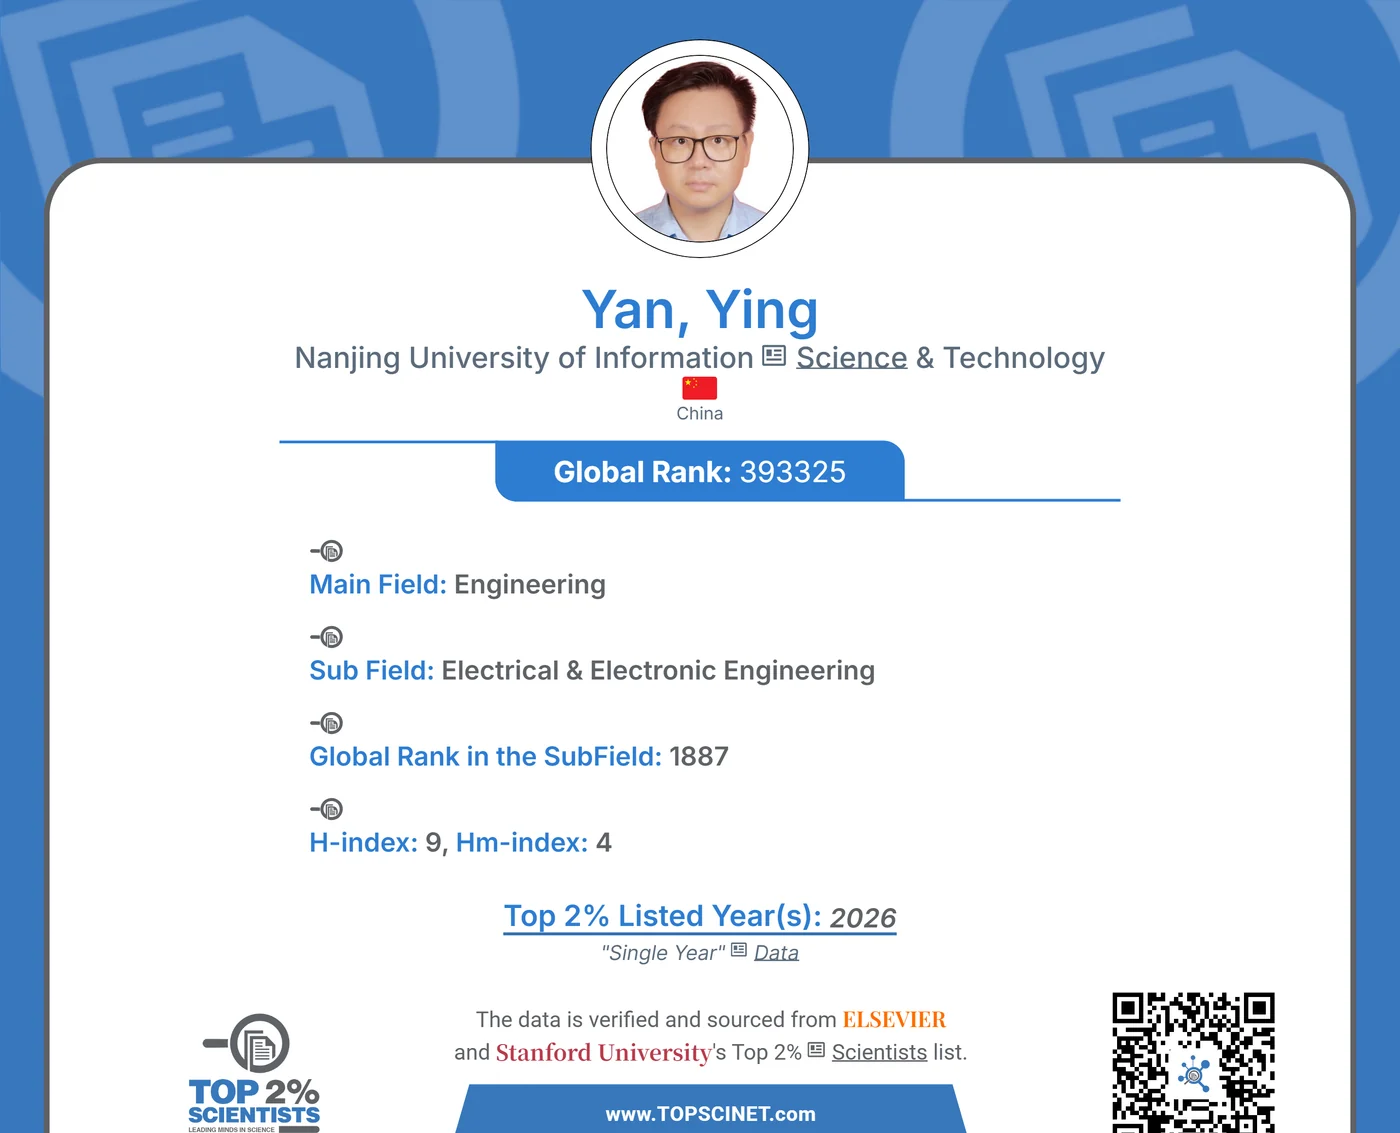 Yan, Ying
Nanjing University of Information Science & Technology
China
Global Rank: 393325
Main Field: Engineering
Sub Field: Electrical & Electronic Engineering
Global Rank in the SubField: 1887
H-index: 9, Hm-index: 4
Top 2% Listed Year(s): 2026
"Single Year" Data
The data is verified and sourced from ELSEVIER
and Stanford University's Top 2% Scientists list.
www.TOPSCINET.com
TOP 2%
SCIENTISTS
LEADING MINDS IN SCIENCE